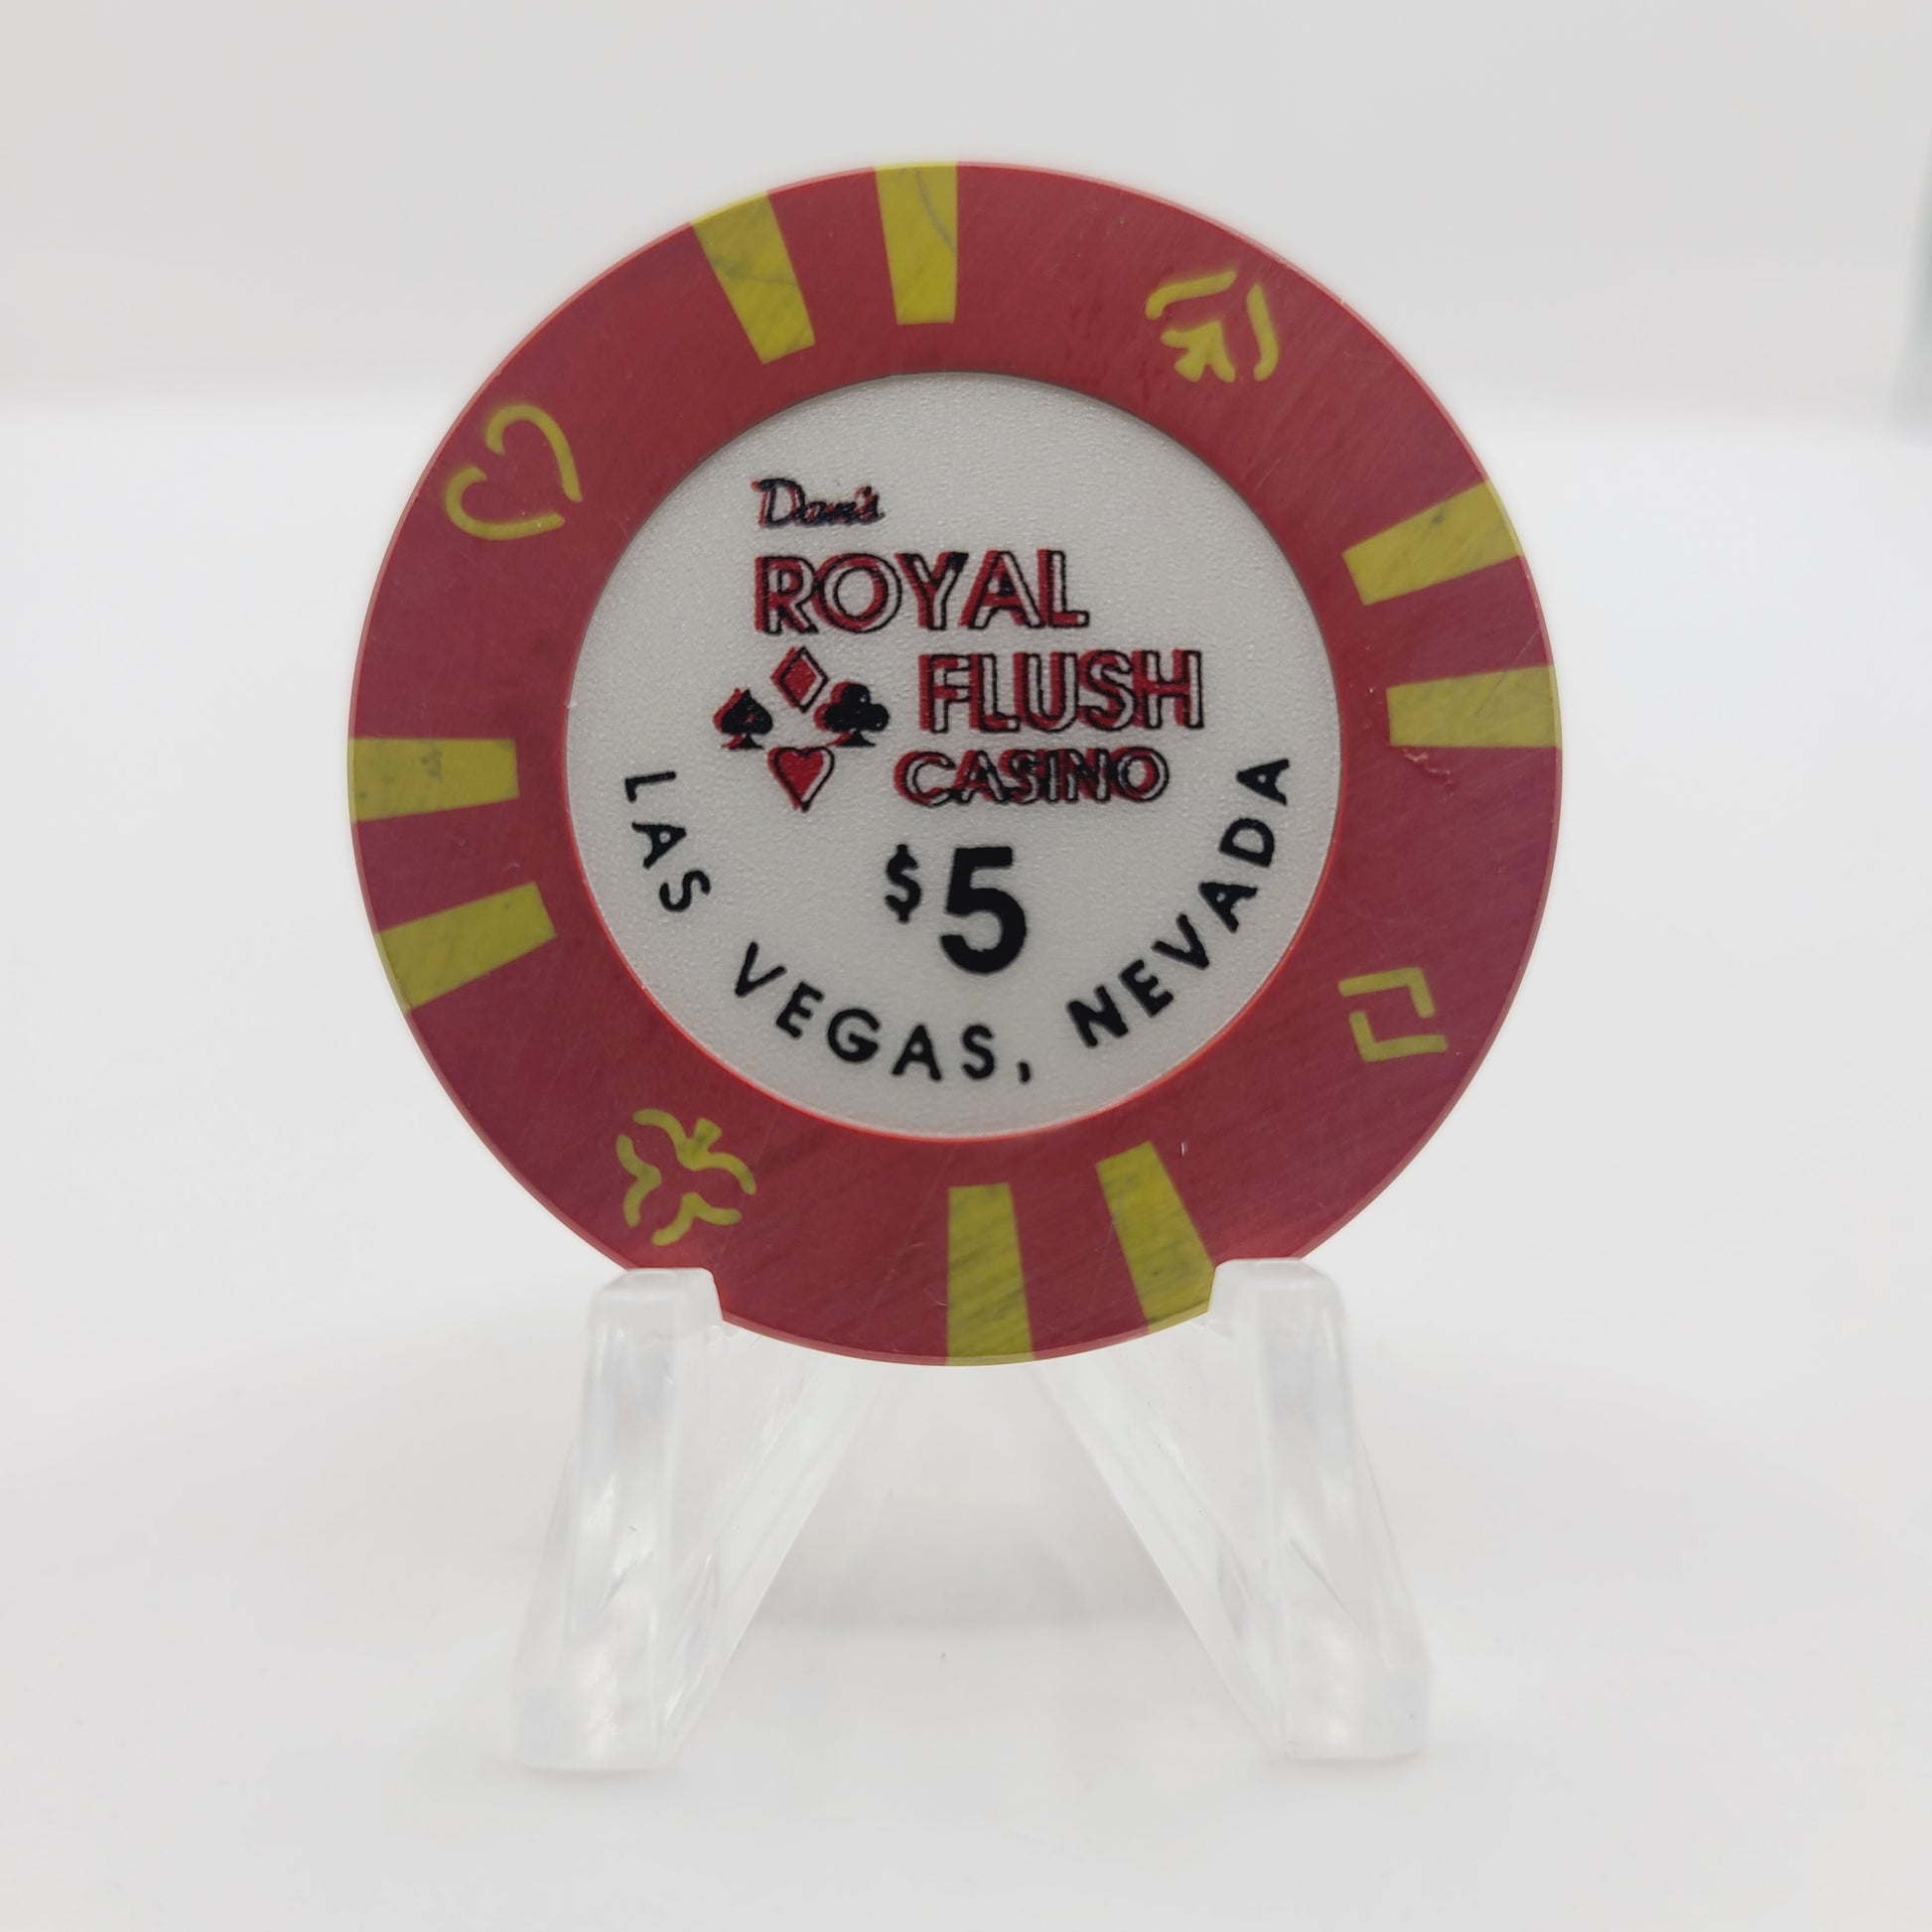 Don's
ROYAL
FLUSH
CASINO
$5
LAS VEGAS, NEVADA